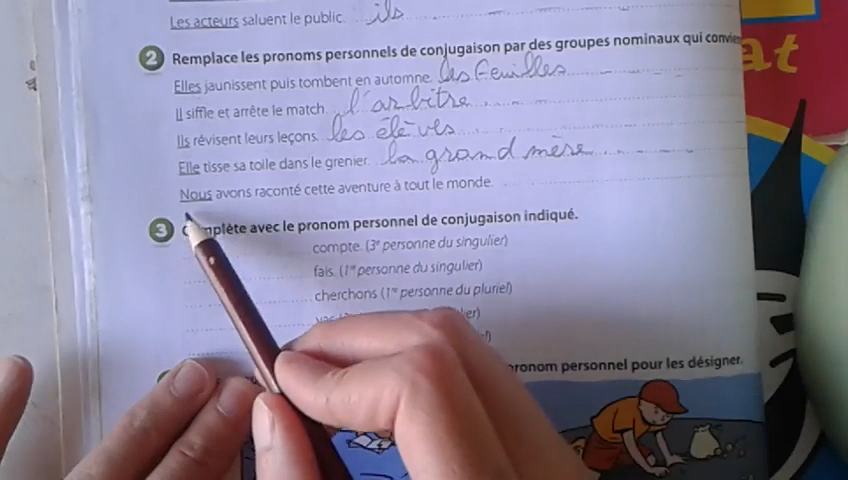 Les acteurs saluent le public. ils
2 Remplace les pronoms personnels de conjugaison par des groupes nominaux qui convie
Elles jaunissent puis tombent en automne. les feuilles
Il siffle et arrête le match. l'arbitre
Ils révisent leurs leçons. les élèves
Elle tisse sa toile dans le grenier. la grand mère
Nous avons raconté cette aventure à tout le monde.
3 Complète avec le pronom personnel de conjugaison indiqué.
compte. (3e personne du singulier)
fais. (1re personne du singulier)
cherchons (1re personne du pluriel)
pronom personnel pour les désigner.
at